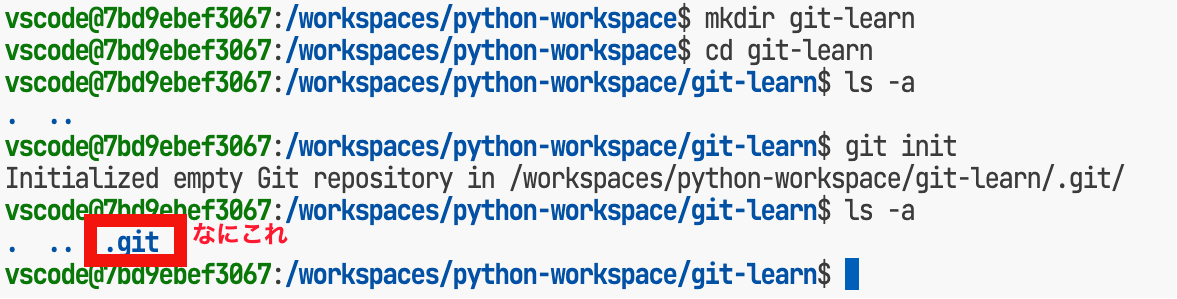 vscode@7bd9ebef3067:/workspaces/python-workspace$ mkdir git-learn
vscode@7bd9ebef3067:/workspaces/python-workspace$ cd git-learn
vscode@7bd9ebef3067:/workspaces/python-workspace/git-learn$ ls -a
.  ..
vscode@7bd9ebef3067:/workspaces/python-workspace/git-learn$ git init
Initialized empty Git repository in /workspaces/python-workspace/git-learn/.git/
vscode@7bd9ebef3067:/workspaces/python-workspace/git-learn$ ls -a
.  ..  .git なにこれ
vscode@7bd9ebef3067:/workspaces/python-workspace/git-learn$